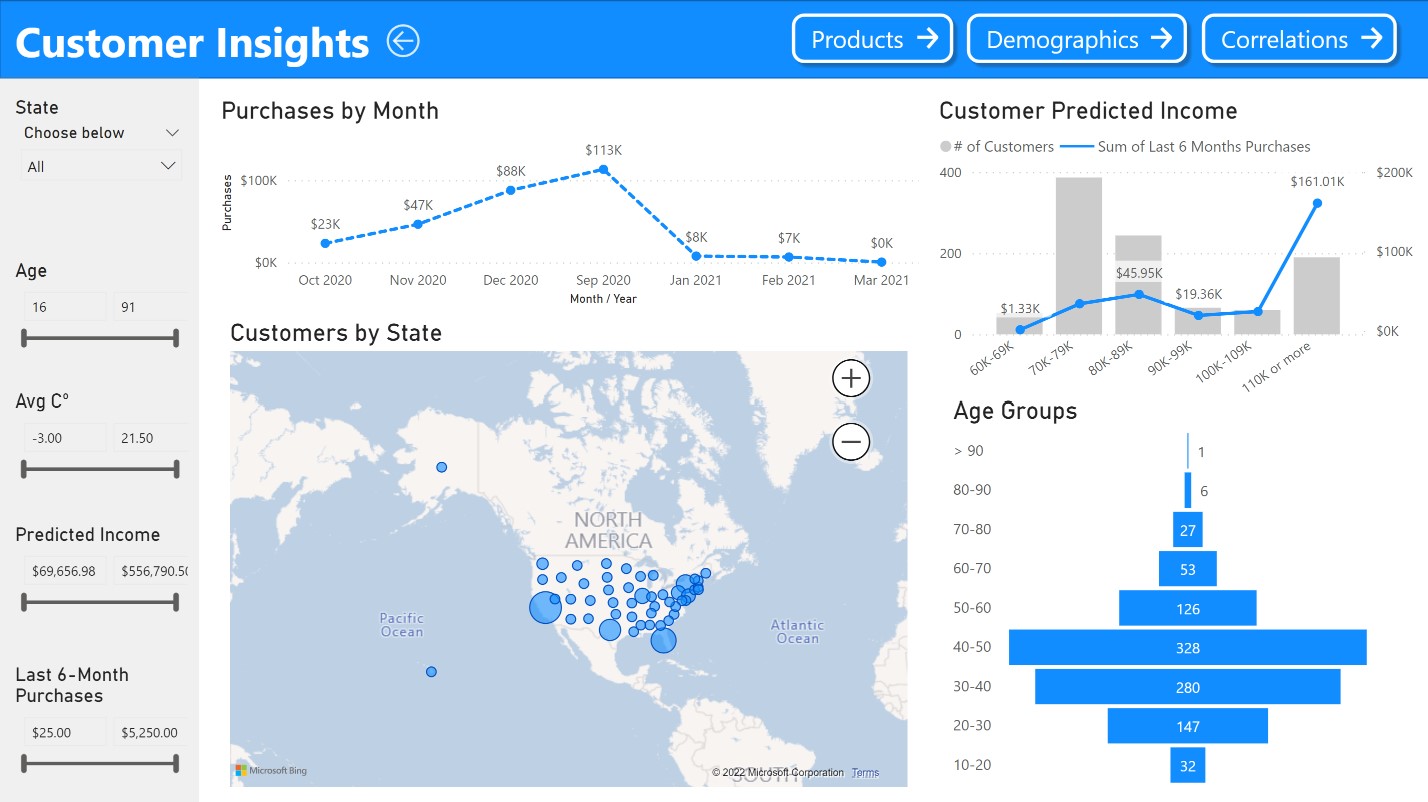 Customer Insights
Products
Demographics
Correlations
State
Choose below
All
Age
16
91
Avg Cº
-3.00
21.50
Predicted Income
$69,656.98
$556,790.50
Last 6-Month
Purchases
$25.00
$5,250.00
Purchases by Month
Purchases
$100K
$0K
$23K
$47K
$88K
$113K
$8K
$7K
$0K
Oct 2020
Nov 2020
Dec 2020
Sep 2020
Jan 2021
Feb 2021
Mar 2021
Month / Year
Customers by State
NORTH
AMERICA
Pacific
Ocean
Atlantic
Ocean
SOUTH
Microsoft Bing
© 2022 Microsoft Corporation
Terms
Customer Predicted Income
# of Customers
Sum of Last 6 Months Purchases
400
200
0
$200K
$100K
$0K
$1.33K
$45.95K
$19.36K
$161.01K
60K-69K
70K-79K
80K-89K
90K-99K
100K-109K
110K or more
Age Groups
> 90
1
80-90
6
70-80
27
60-70
53
50-60
126
40-50
328
30-40
280
20-30
147
10-20
32